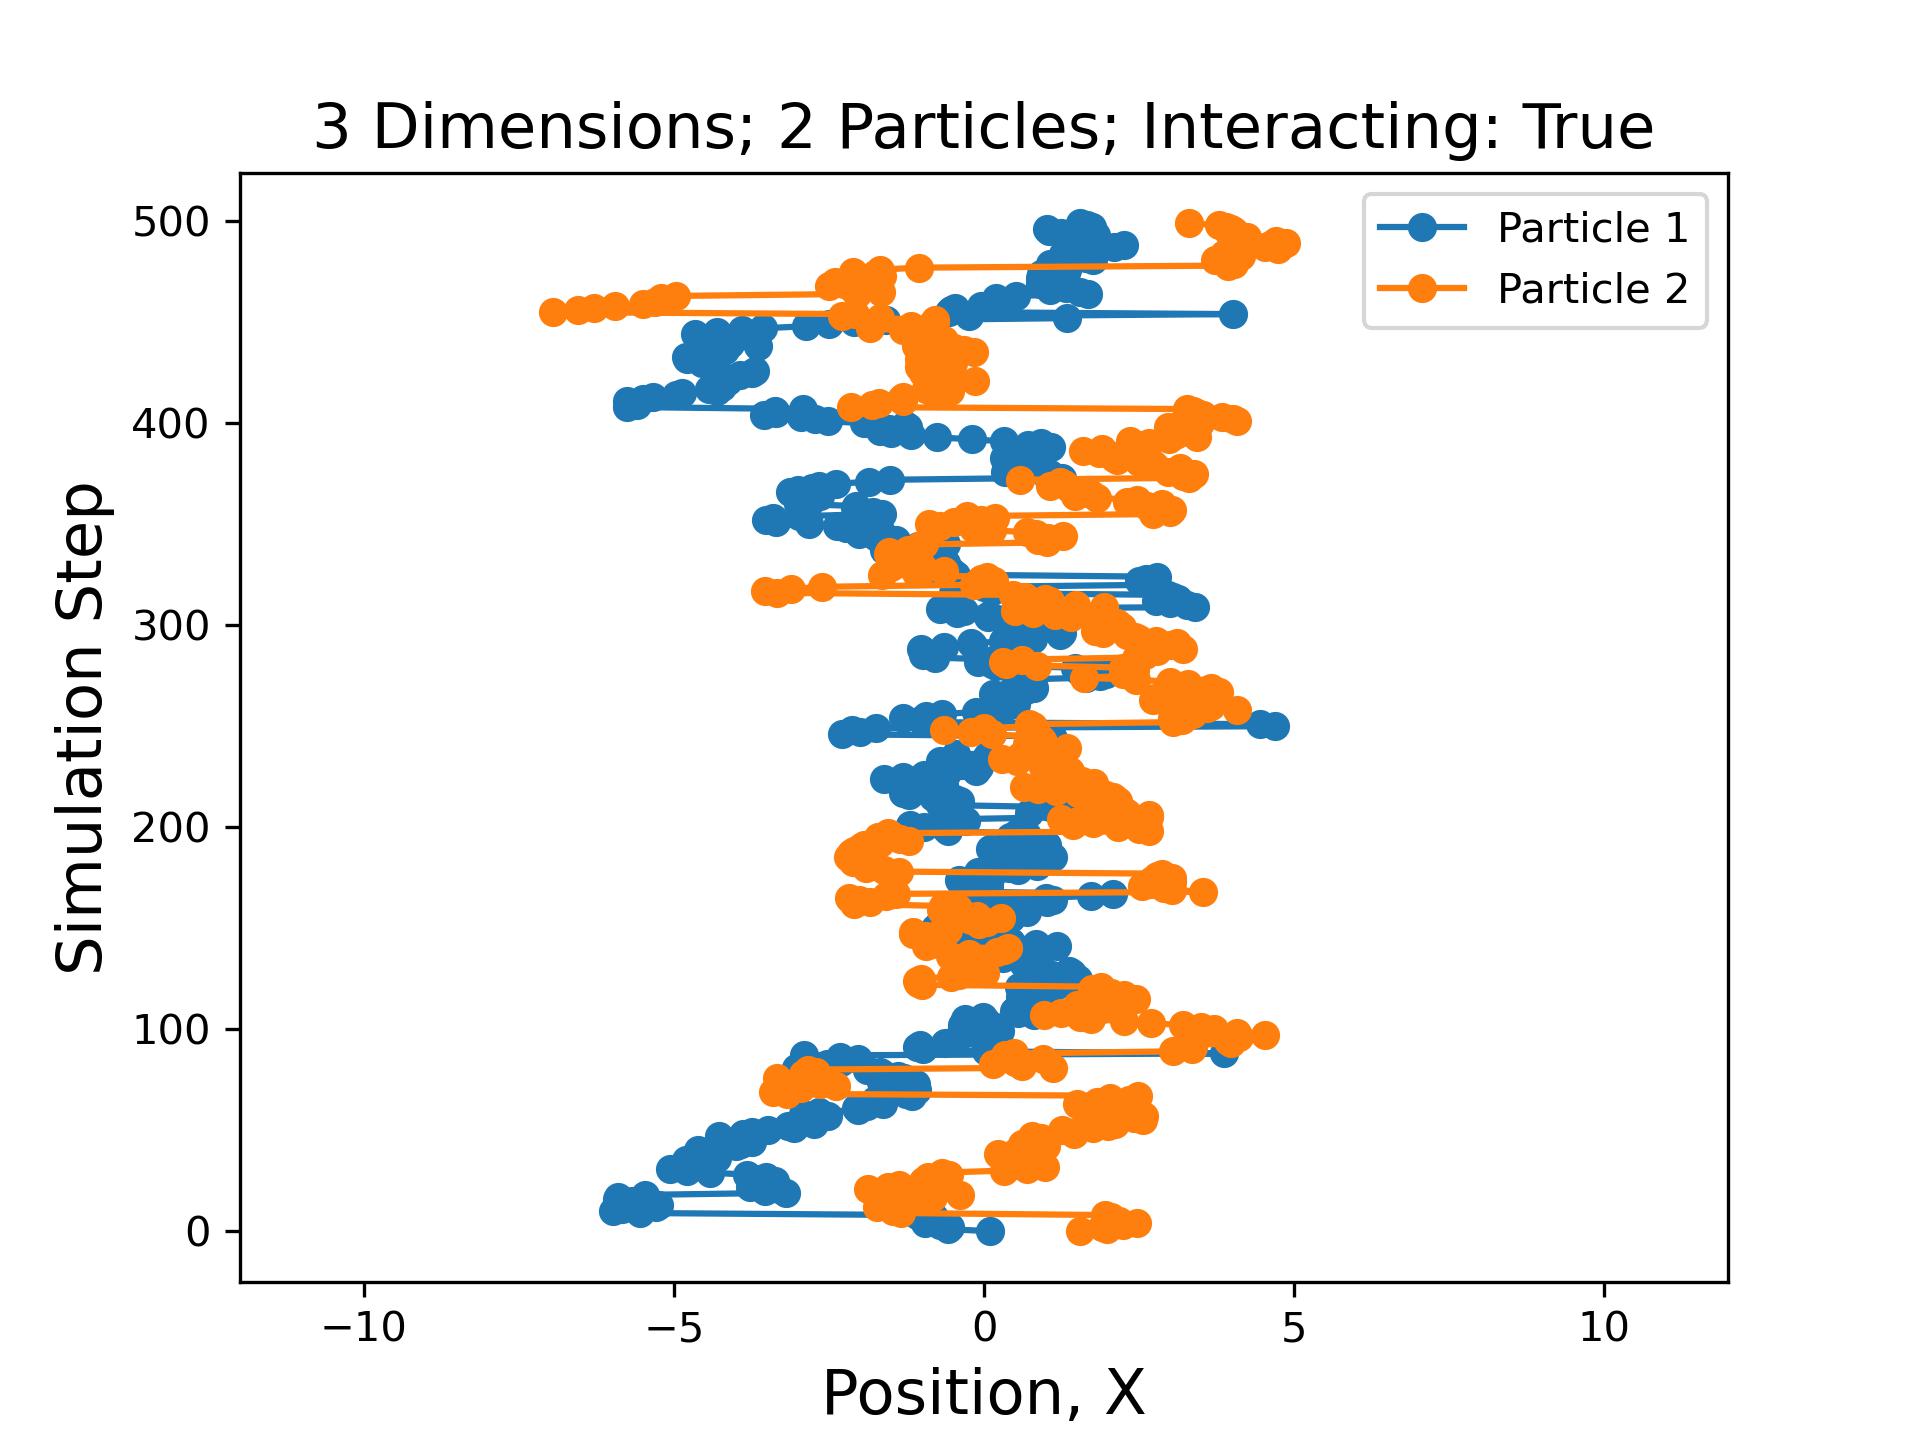 3 Dimensions; 2 Particles; Interacting: True
Particle 1
Particle 2
Simulation Step
500
400
300
200
100
0
−10
−5
0
5
10
Position, X